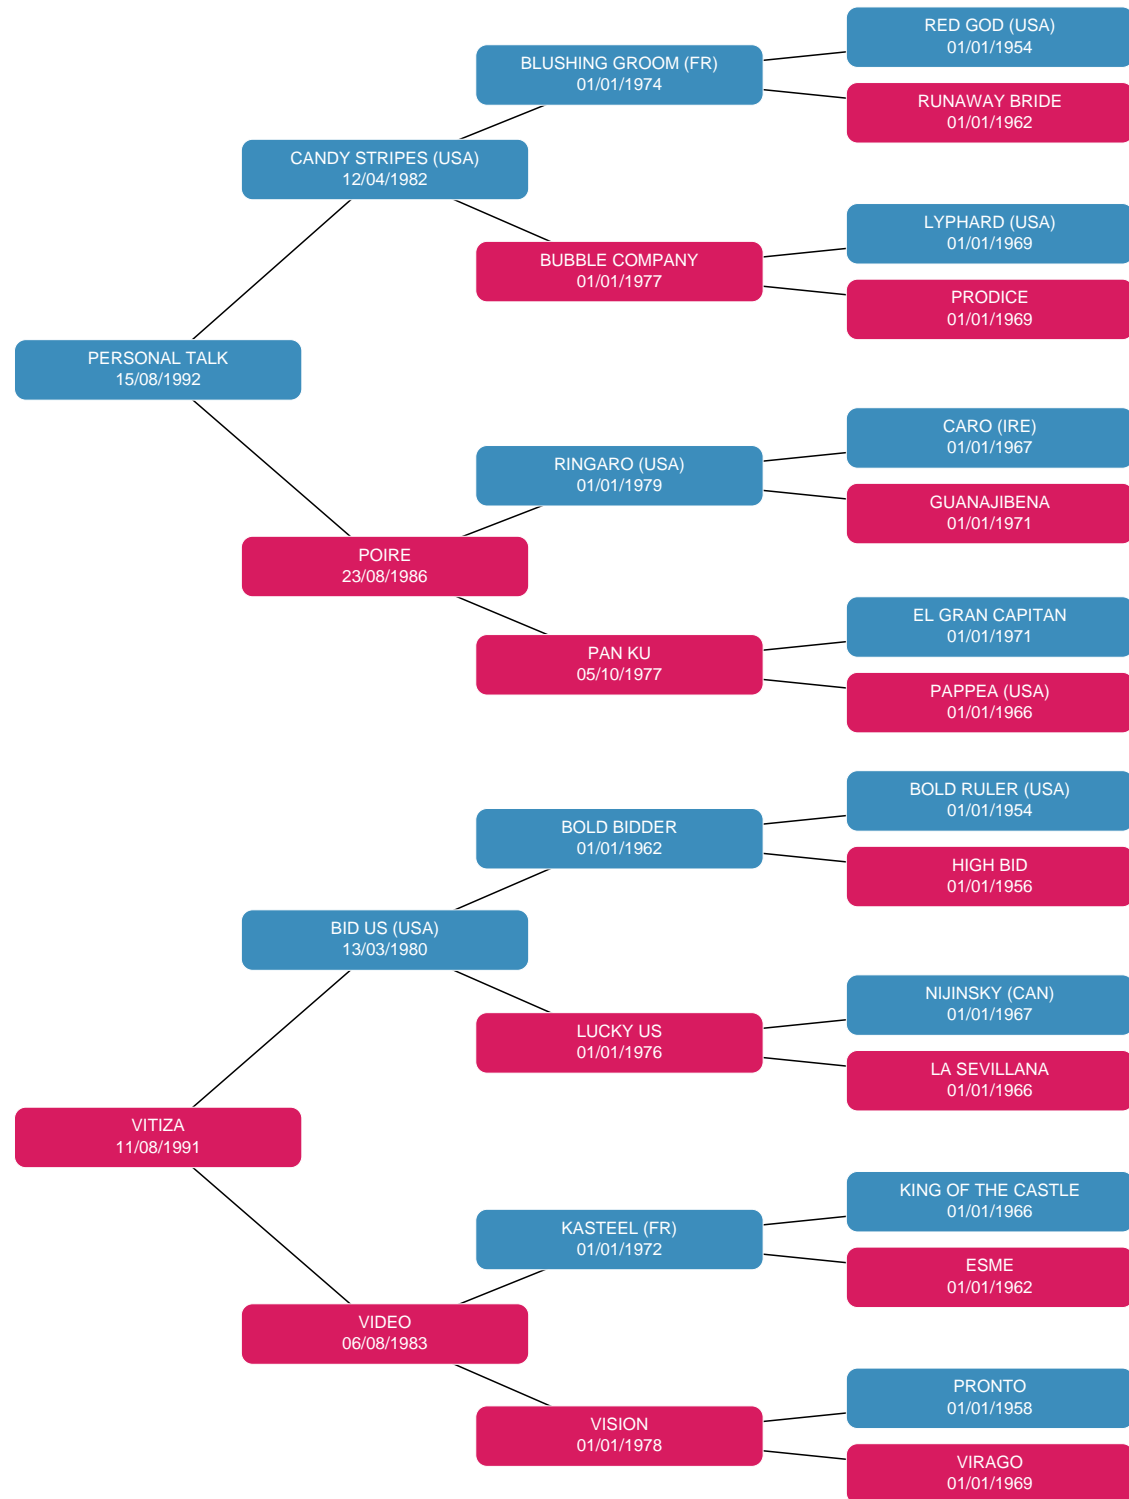 RED GOD (USA)
01/01/1954
BLUSHING GROOM (FR)
01/01/1974
RUNAWAY BRIDE
01/01/1962
CANDY STRIPES (USA)
12/04/1982
LYPHARD (USA)
01/01/1969
BUBBLE COMPANY
01/01/1977
PRODICE
01/01/1969
PERSONAL TALK
15/08/1992
CARO (IRE)
01/01/1967
RINGARO (USA)
01/01/1979
GUANAJIBENA
01/01/1971
POIRE
23/08/1986
EL GRAN CAPITAN
01/01/1971
PAN KU
05/10/1977
PAPPEA (USA)
01/01/1966
BOLD RULER (USA)
01/01/1954
BOLD BIDDER
01/01/1962
HIGH BID
01/01/1956
BID US (USA)
13/03/1980
NIJINSKY (CAN)
01/01/1967
LUCKY US
01/01/1976
LA SEVILLANA
01/01/1966
VITIZA
11/08/1991
KING OF THE CASTLE
01/01/1966
KASTEEL (FR)
01/01/1972
ESME
01/01/1962
VIDEO
06/08/1983
PRONTO
01/01/1958
VISION
01/01/1978
VIRAGO
01/01/1969